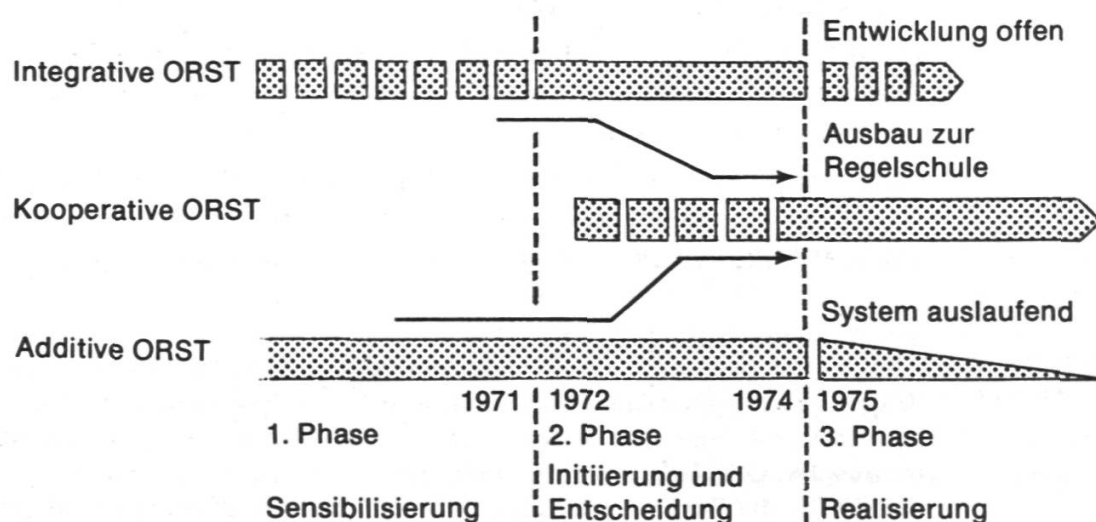 Entwicklung offen
Integrative ORST
Ausbau zur
Regelschule
Kooperative ORST
System auslaufend
Additive ORST
1971 1972 1974 1975
1. Phase 2. Phase 3. Phase
Initiierung und
Sensibilisierung Entscheidung Realisierung